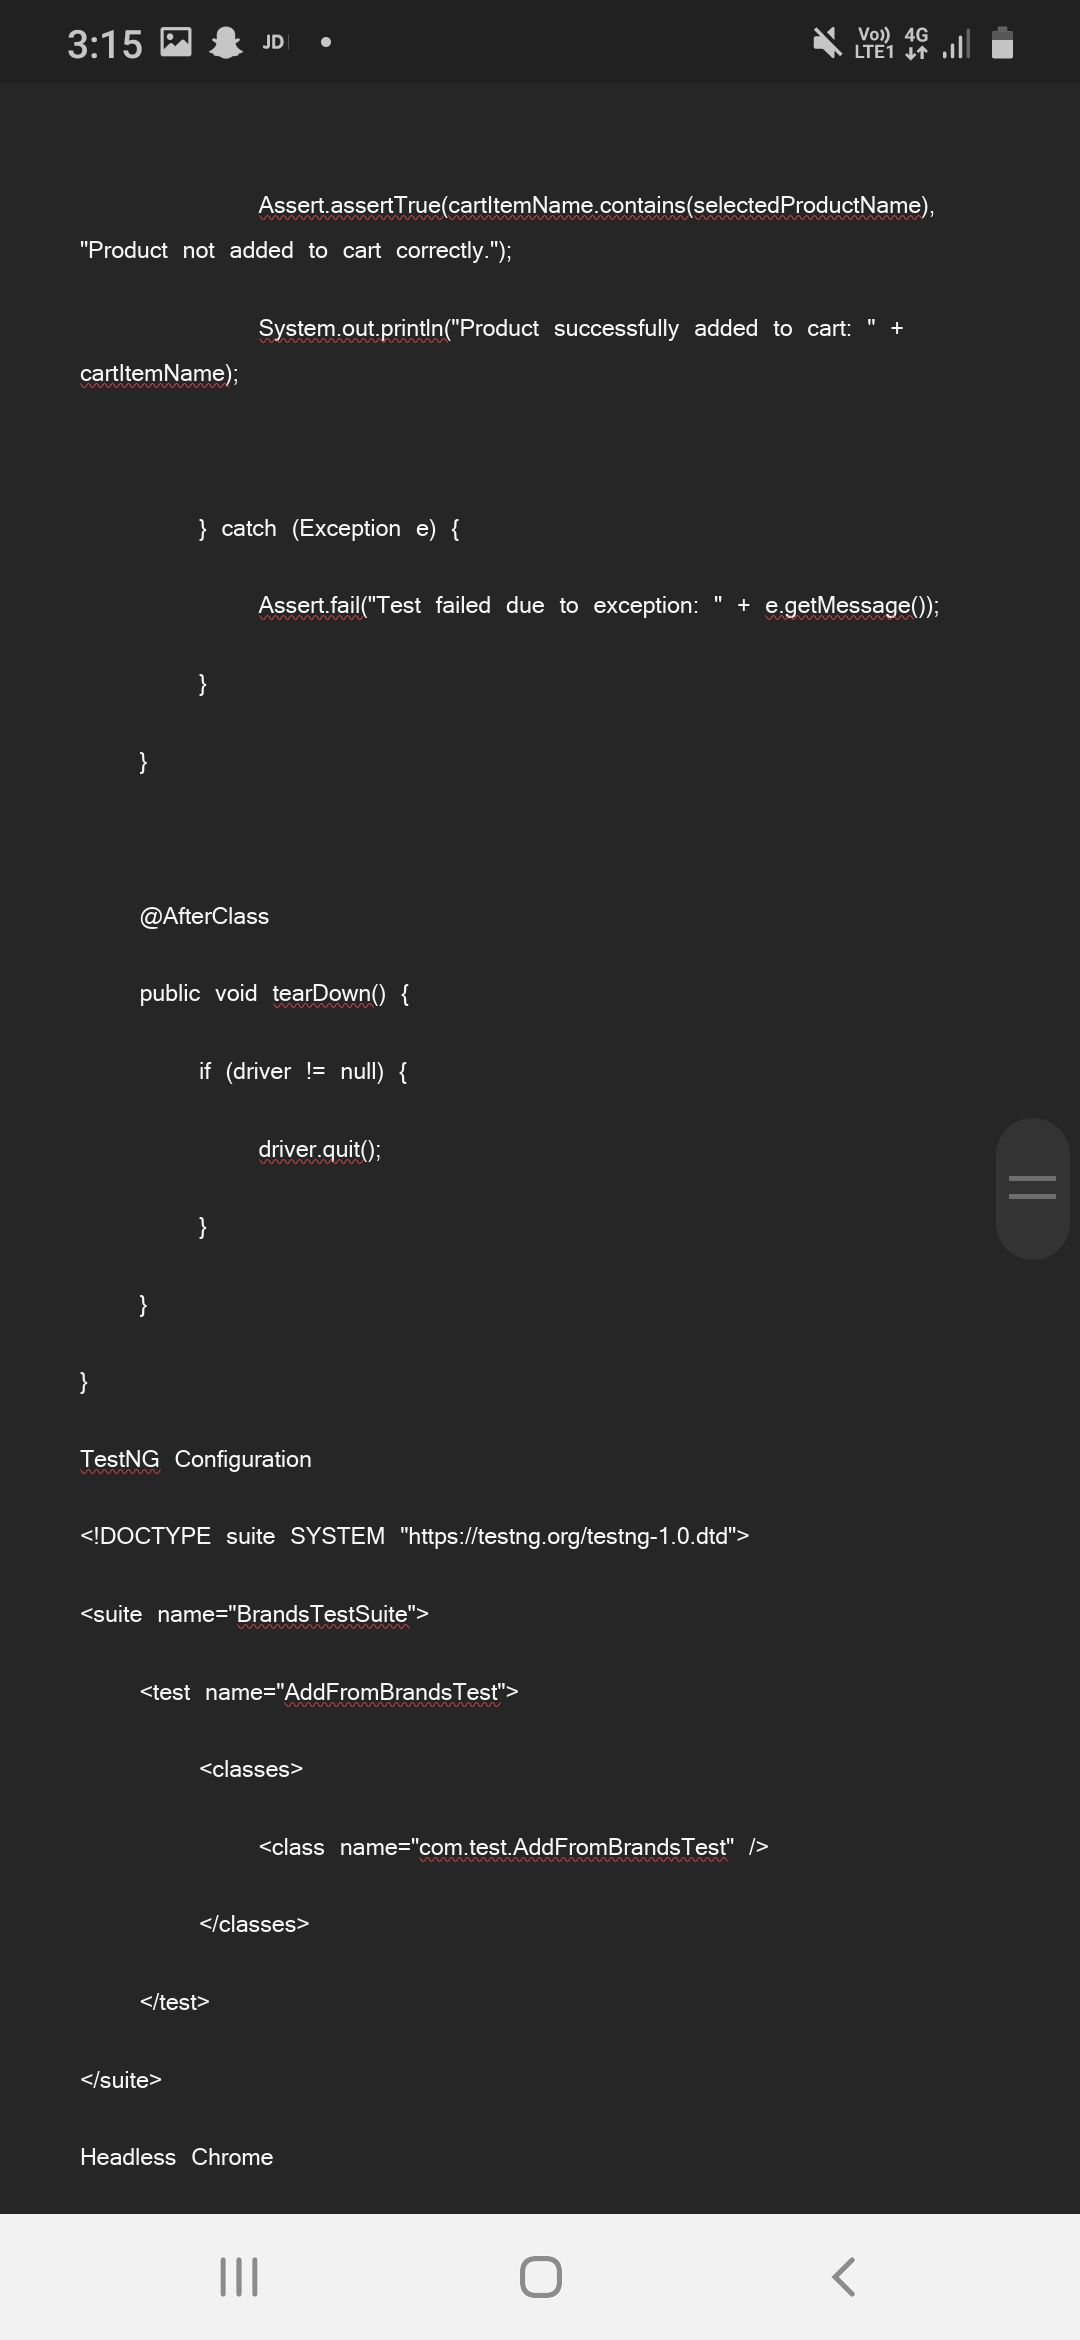 3:15 JD
Vo)) 4G
LTE1
Assert.assertTrue(cartItemName.contains(selectedProductName),
"Product not added to cart correctly.");
System.out.println("Product successfully added to cart: " +
cartItemName);
} catch (Exception e) {
Assert.fail("Test failed due to exception: " + e.getMessage());
}
}
@AfterClass
public void tearDown() {
if (driver != null) {
driver.quit();
}
}
}
TestNG Configuration
<!DOCTYPE suite SYSTEM "https://testng.org/testng-1.0.dtd">
<suite name="BrandsTestSuite">
<test name="AddFromBrandsTest">
<classes>
<class name="com.test.AddFromBrandsTest" />
</classes>
</test>
</suite>
Headless Chrome